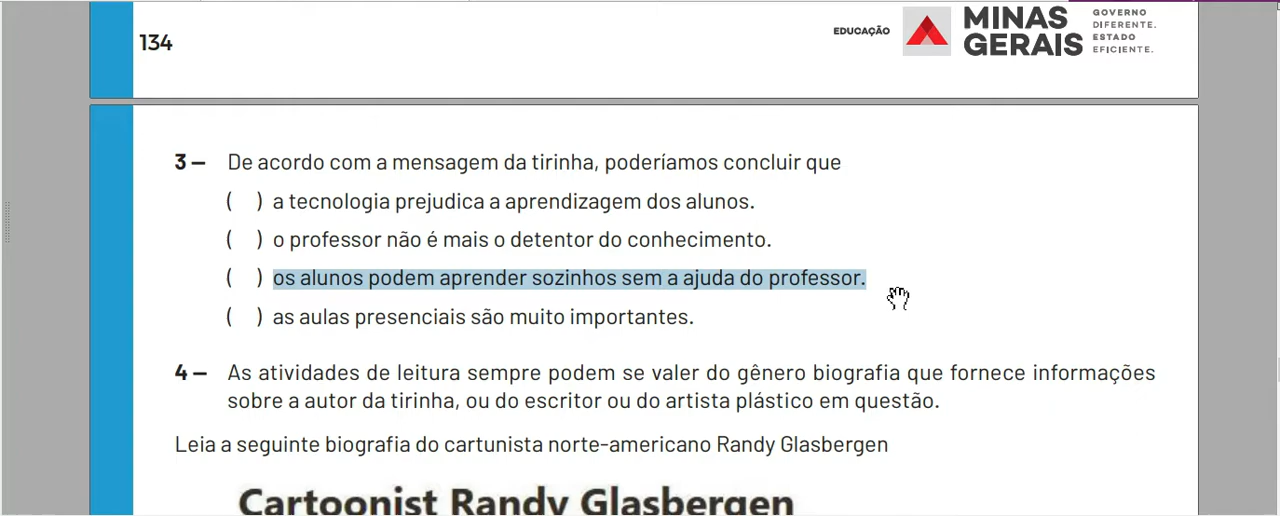 134
EDUCAÇÃO
MINAS
GERAIS
GOVERNO
DIFERENTE.
ESTADO
EFICIENTE.
3 – De acordo com a mensagem da tirinha, poderíamos concluir que
( ) a tecnologia prejudica a aprendizagem dos alunos.
( ) o professor não é mais o detentor do conhecimento.
( ) os alunos podem aprender sozinhos sem a ajuda do professor.
( ) as aulas presenciais são muito importantes.
4 – As atividades de leitura sempre podem se valer do gênero biografia que fornece informações
sobre a autor da tirinha, ou do escritor ou do artista plástico em questão.
Leia a seguinte biografia do cartunista norte-americano Randy Glasbergen
Cartoonist Randy Glasbergen